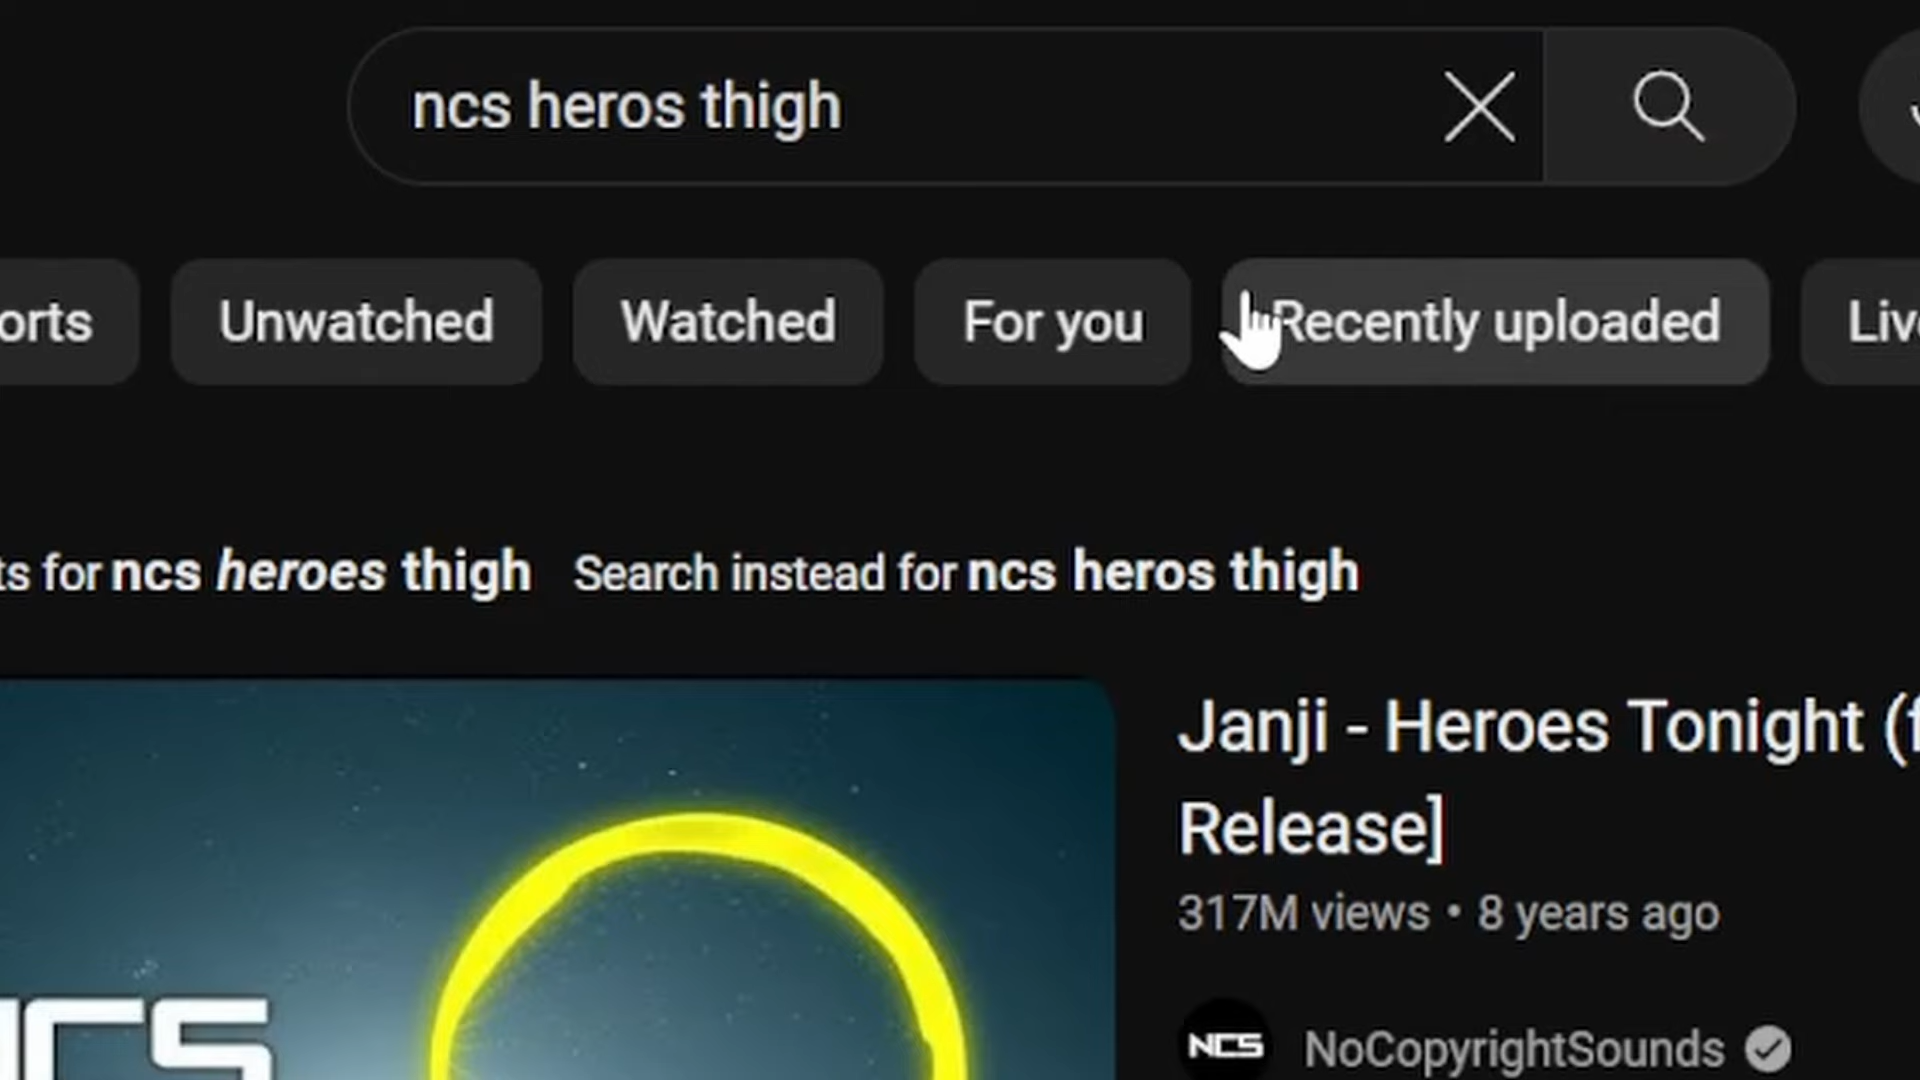 ncs heros thigh
orts Unwatched Watched For you Recently uploaded Liv
ts for ncs heroes thigh Search instead for ncs heros thigh
Janji - Heroes Tonight (f
Release]
317M views • 8 years ago
NCS
NCS NoCopyrightSounds